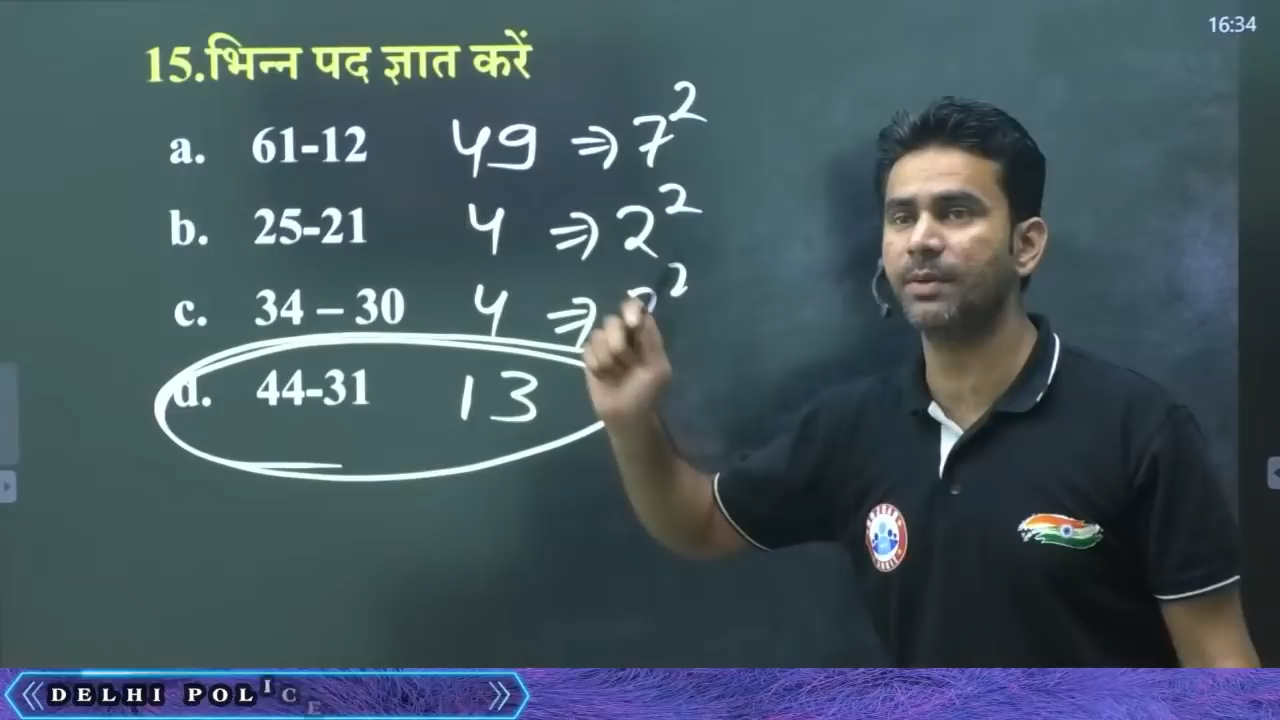 16:34
15.भिन्न पद ज्ञात करें
a. 61-12 49 ⇒ 7²
b. 25-21 4 ⇒ 2²
c. 34 – 30 4 ⇒ ²
d. 44-31 13
DELHI POLICE